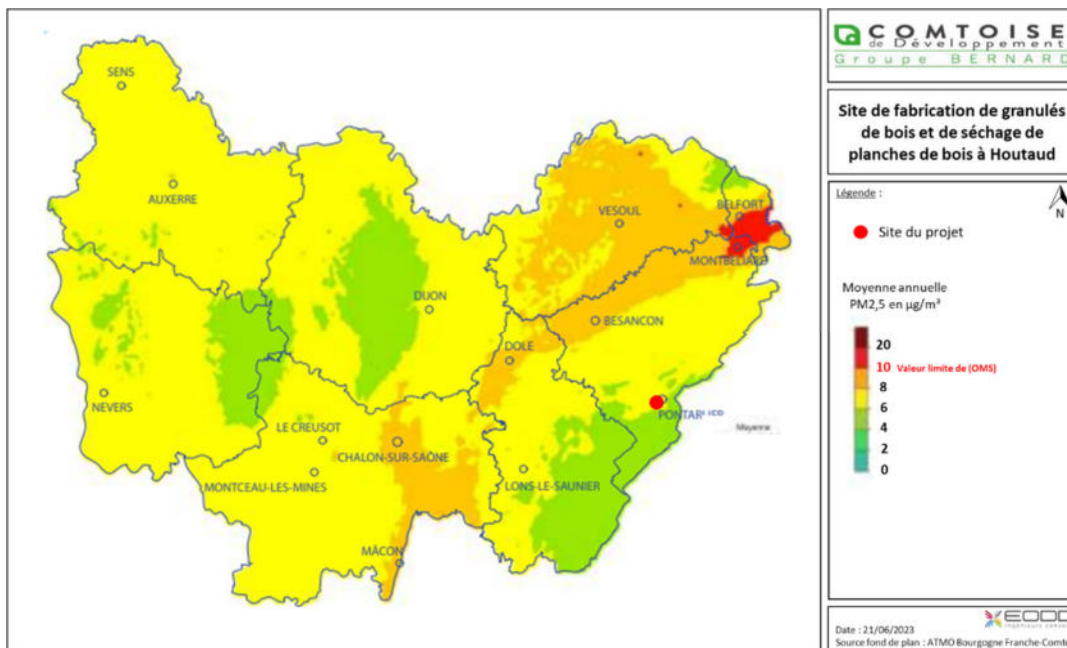 COMTOISE
de Développement
Groupe BERNARD
Site de fabrication de granulés
de bois et de séchage de
planches de bois à Houtaud
Légende :
N
Site du projet
Moyenne annuelle
PM2,5 en µg/m³
20
10 Valeur limite de (OMS)
8
6
4
2
0
EODD
Date : 21/06/2023
Source fond de plan : ATMO Bourgogne Franche-Comté
SENS
AUXERRE
VESOUL
BELFORT
MONTBÉLIARD
DIJON
BESANCON
DOLE
NEVERS
PONTAR
Moyenne
LE CREUSOT
CHALON-SUR-SAÔNE
MONTCEAU-LES-MINES
LONS-LE-SAUNIER
MÂCON